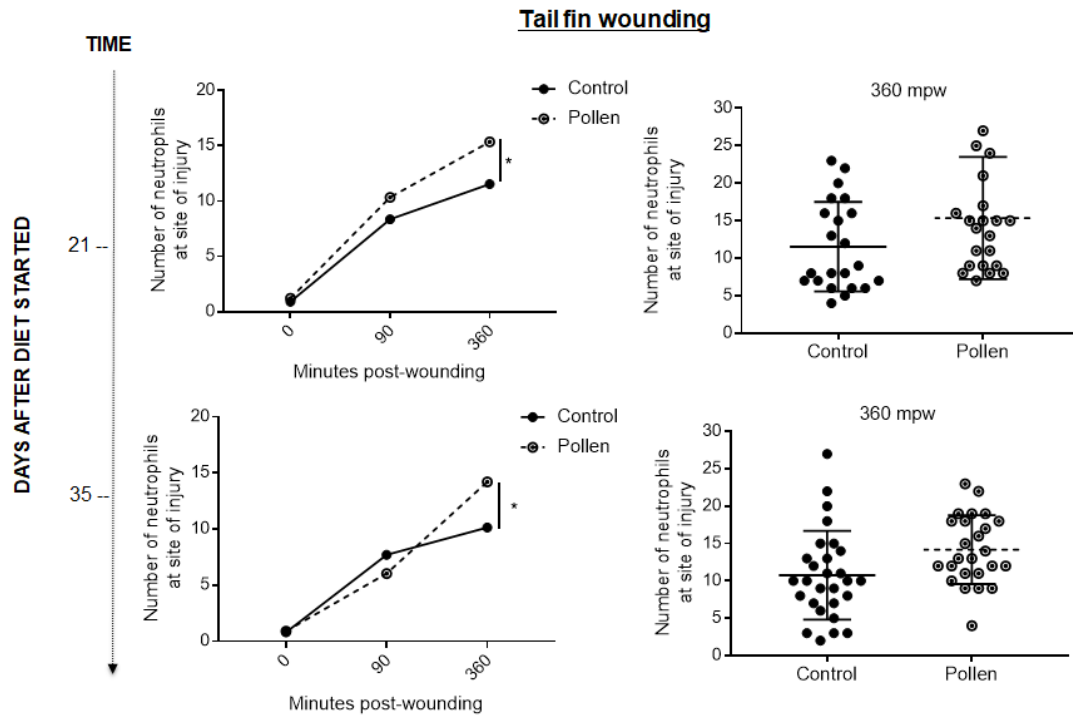 Tail fin wounding
TIME
DAYS AFTER DIET STARTED
21 --
35 --
Number of neutrophils
at site of injury
20
15
10
5
0
0
90
360
Minutes post-wounding
Control
Pollen
*
360 mpw
Number of neutrophils
at site of injury
30
25
20
15
10
5
0
Control
Pollen
Number of neutrophils
at site of injury
20
15
10
5
0
0
90
360
Minutes post-wounding
Control
Pollen
*
360 mpw
Number of neutrophils
at site of injury
30
25
20
15
10
5
0
Control
Pollen